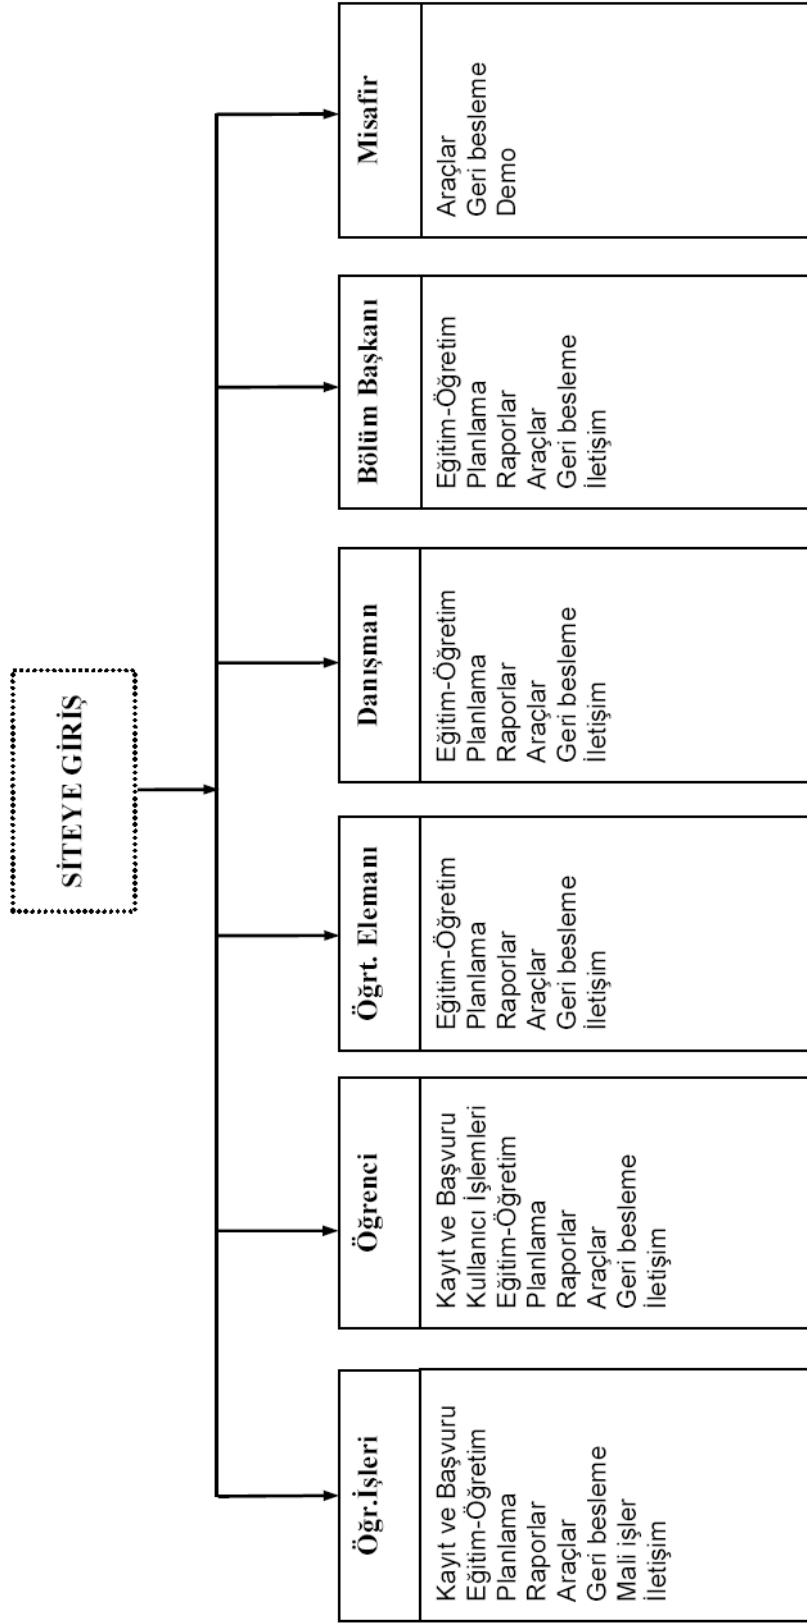 SİTEYE GİRİŞ
Öğr.İşleri
Kayıt ve Başvuru
Eğitim-Öğretim
Planlama
Raporlar
Araçlar
Geri besleme
Mali işler
İletişim
Öğrenci
Kayıt ve Başvuru
Kullanıcı İşlemleri
Eğitim-Öğretim
Planlama
Raporlar
Araçlar
Geri besleme
İletişim
Öğrt. Elemanı
Eğitim-Öğretim
Planlama
Raporlar
Araçlar
Geri besleme
İletişim
Danışman
Eğitim-Öğretim
Planlama
Raporlar
Araçlar
Geri besleme
İletişim
Bölüm Başkanı
Eğitim-Öğretim
Planlama
Raporlar
Araçlar
Geri besleme
İletişim
Misafir
Araçlar
Geri besleme
Demo